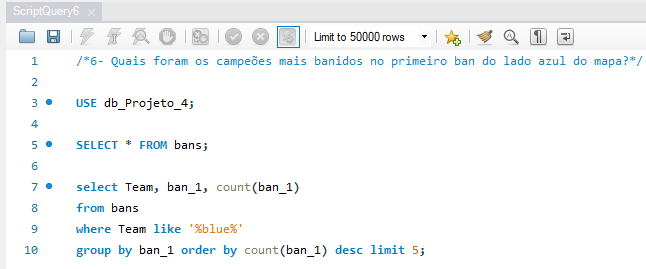 ScriptQuery6
Limit to 50000 rows
1 /*6- Quais foram os campeões mais banidos no primeiro ban do lado azul do mapa?*/
2
3 USE db_Projeto_4;
4
5 SELECT * FROM bans;
6
7 select Team, ban_1, count(ban_1)
8 from bans
9 where Team like '%blue%'
10 group by ban_1 order by count(ban_1) desc limit 5;